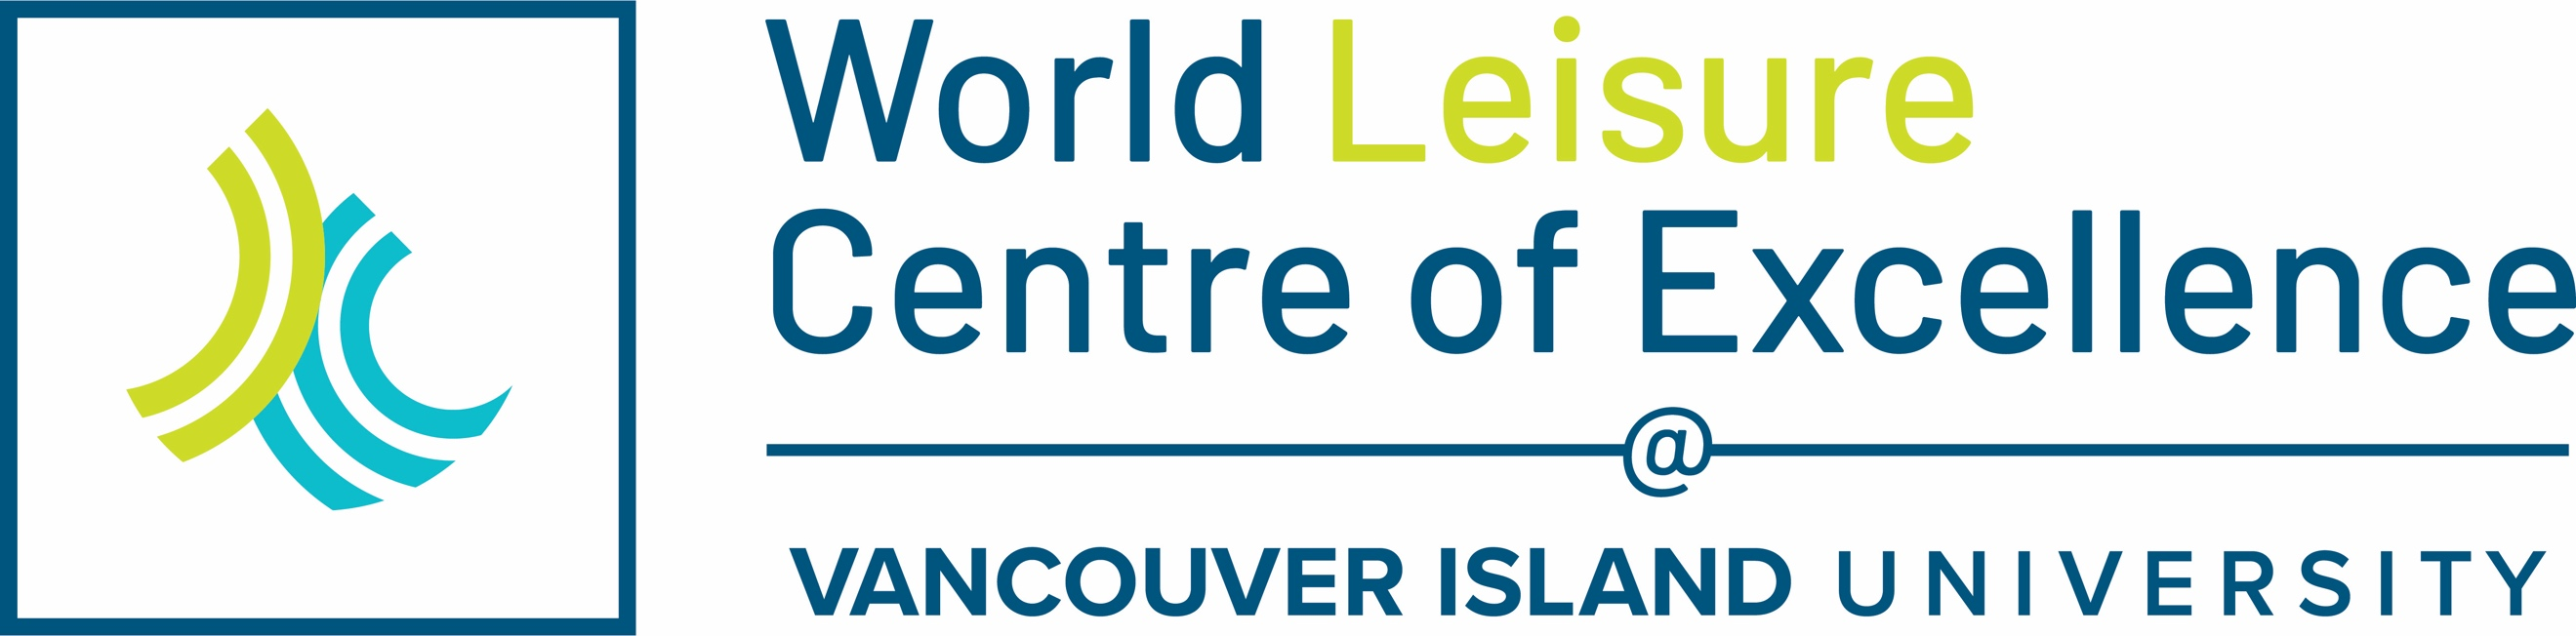 World Leisure
Centre of Excellence
@
VANCOUVER ISLAND UNIVERSITY